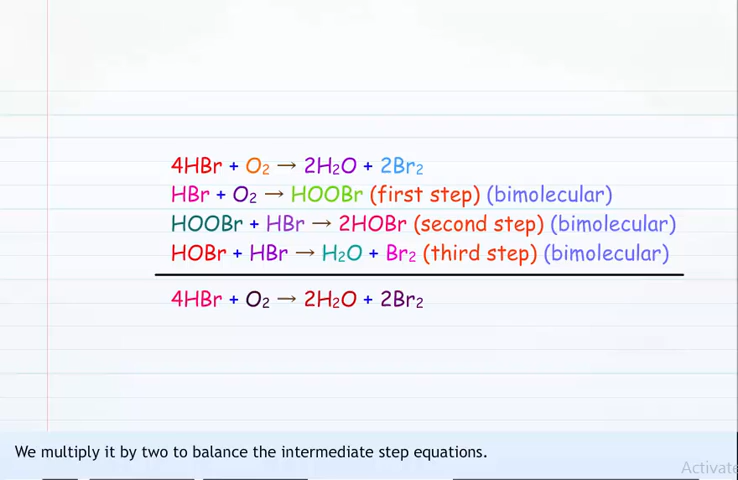 4HBr + O₂ → 2H₂O + 2Br₂
HBr + O₂ → HOOBr (first step) (bimolecular)
HOOBr + HBr → 2HOBr (second step) (bimolecular)
HOBr + HBr → H₂O + Br₂ (third step) (bimolecular)
4HBr + O₂ → 2H₂O + 2Br₂
We multiply it by two to balance the intermediate step equations.
Activate